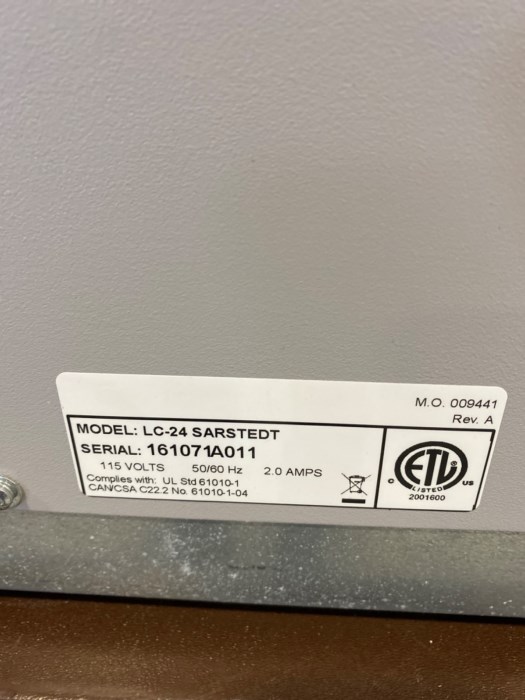 M.O. 009441
Rev. A
MODEL: LC-24 SARSTEDT
SERIAL: 161071A011
115 VOLTS 50/60 Hz 2.0 AMPS
Complies with: UL Std 61010-1
CAN/CSA C22.2 No. 61010-1-04
ETL
C LISTED US
2001600